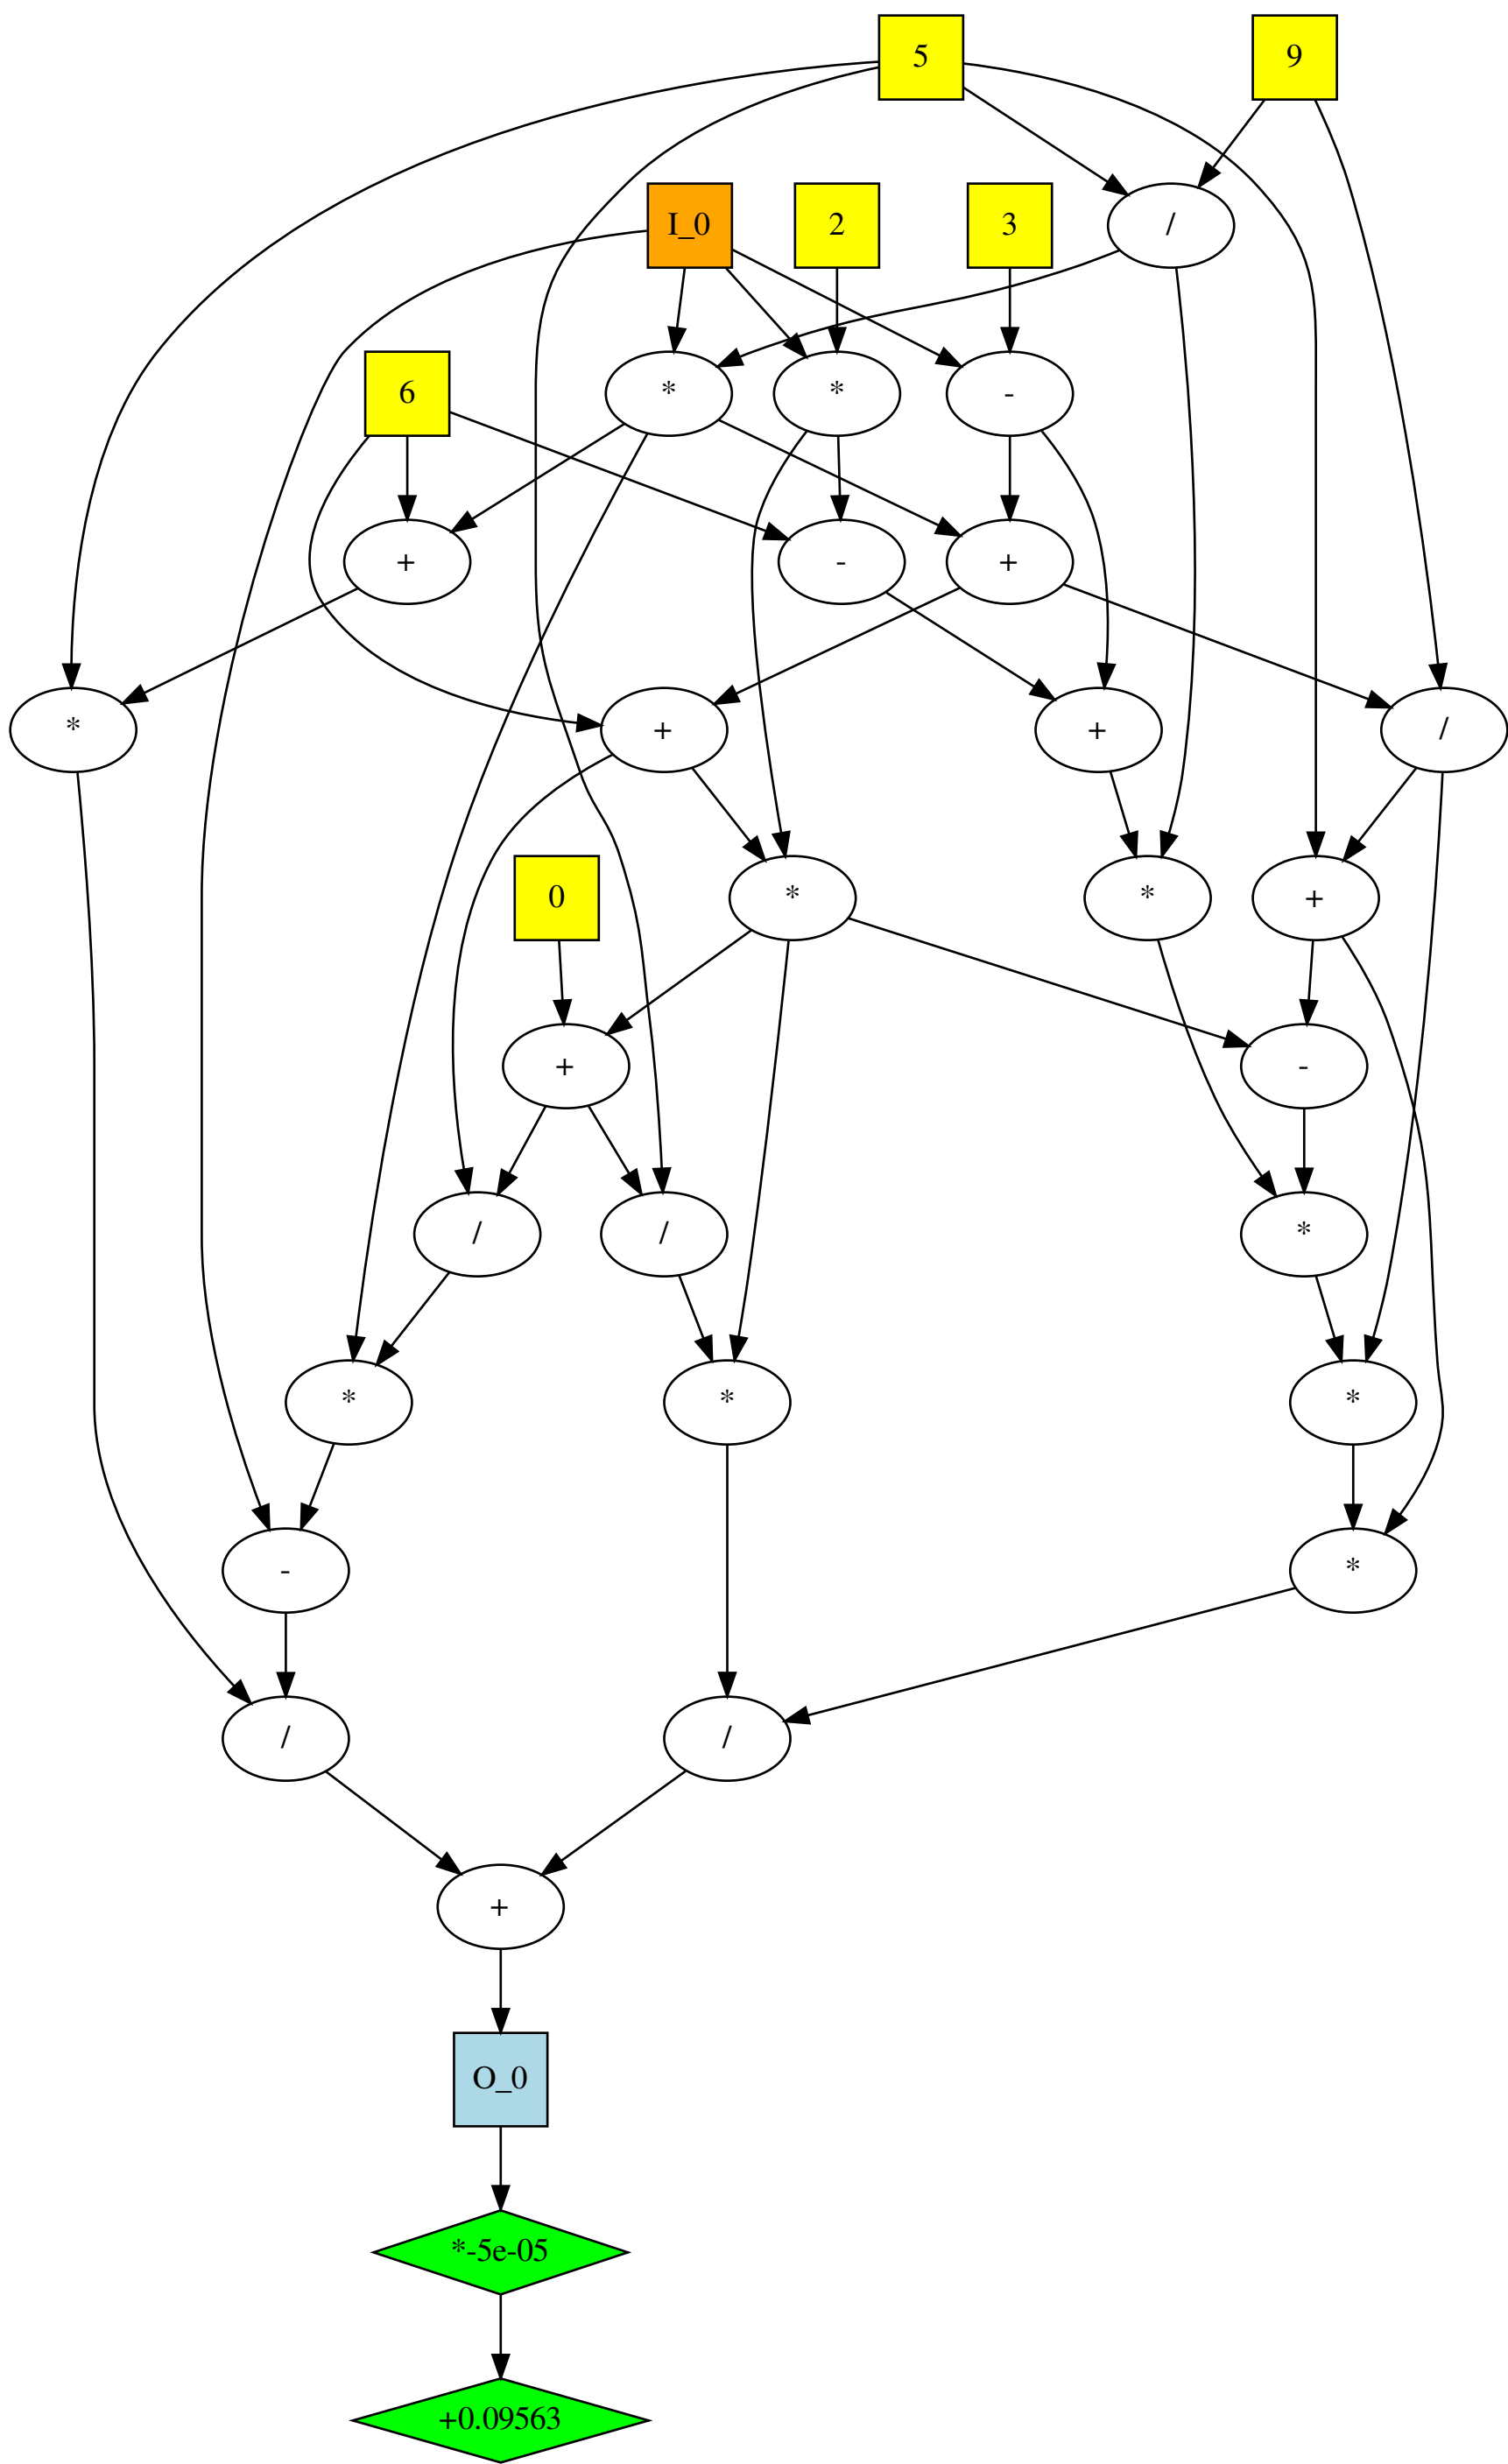 5 9
I_0 2 3 /
6 * * -
+ - +
* + + /
0 * * +
+ -
/ / *
* * *
- *
/ /
+
O_0
*-5e-05
+0.09563